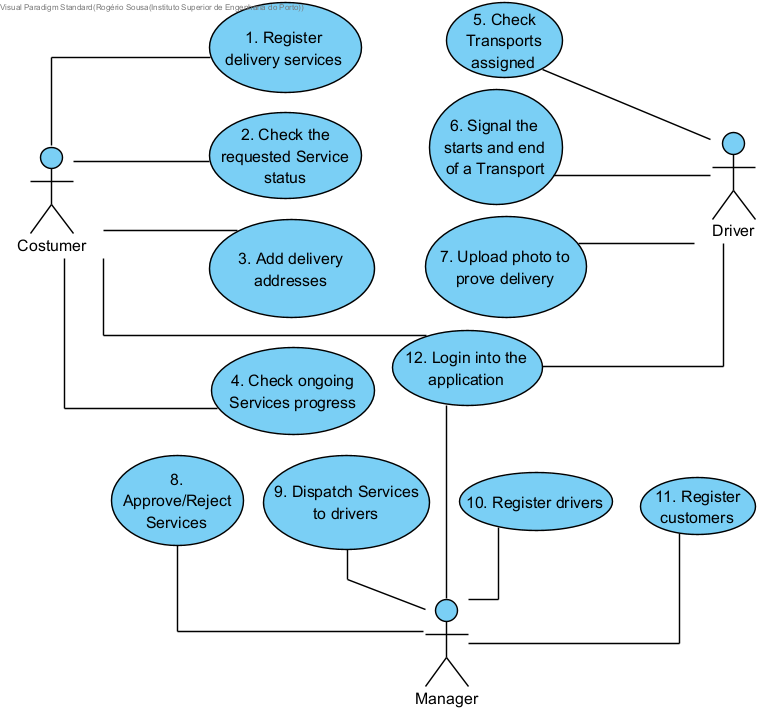 Visual Paradigm Standard(Rogério Sousa(Instituto Superior de Engenharia do Porto))
1. Register
delivery services
2. Check the
requested Service
status
Costumer
3. Add delivery
addresses
4. Check ongoing
Services progress
5. Check
Transports
assigned
6. Signal the
starts and end
of a Transport
Driver
7. Upload photo to
prove delivery
12. Login into the
application
8.
Approve/Reject
Services
9. Dispatch Services
to drivers
10. Register drivers
11. Register
customers
Manager